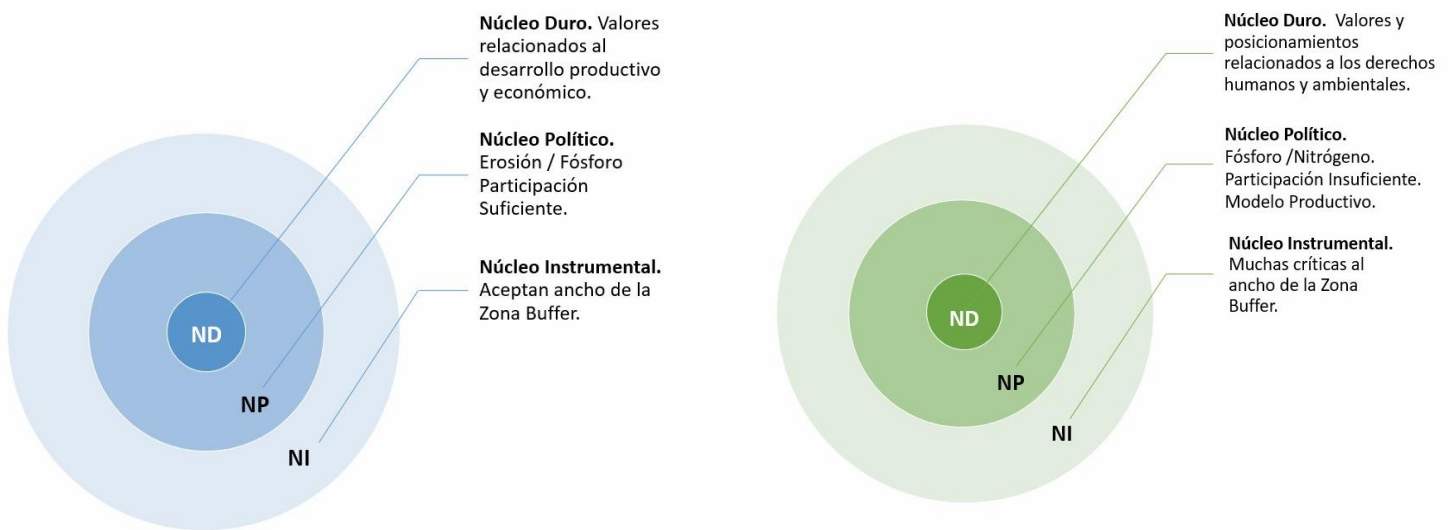 Núcleo Duro. Valores
relacionados al
desarrollo productivo
y económico.
Núcleo Político.
Erosión / Fósforo
Participación
Suficiente.
Núcleo Instrumental.
Aceptan ancho de la
Zona Buffer.
ND
NP
NI
Núcleo Duro. Valores y
posicionamientos
relacionados a los derechos
humanos y ambientales.
Núcleo Político.
Fósforo /Nitrógeno.
Participación Insuficiente.
Modelo Productivo.
Núcleo Instrumental.
Muchas críticas al
ancho de la Zona
Buffer.
ND
NP
NI